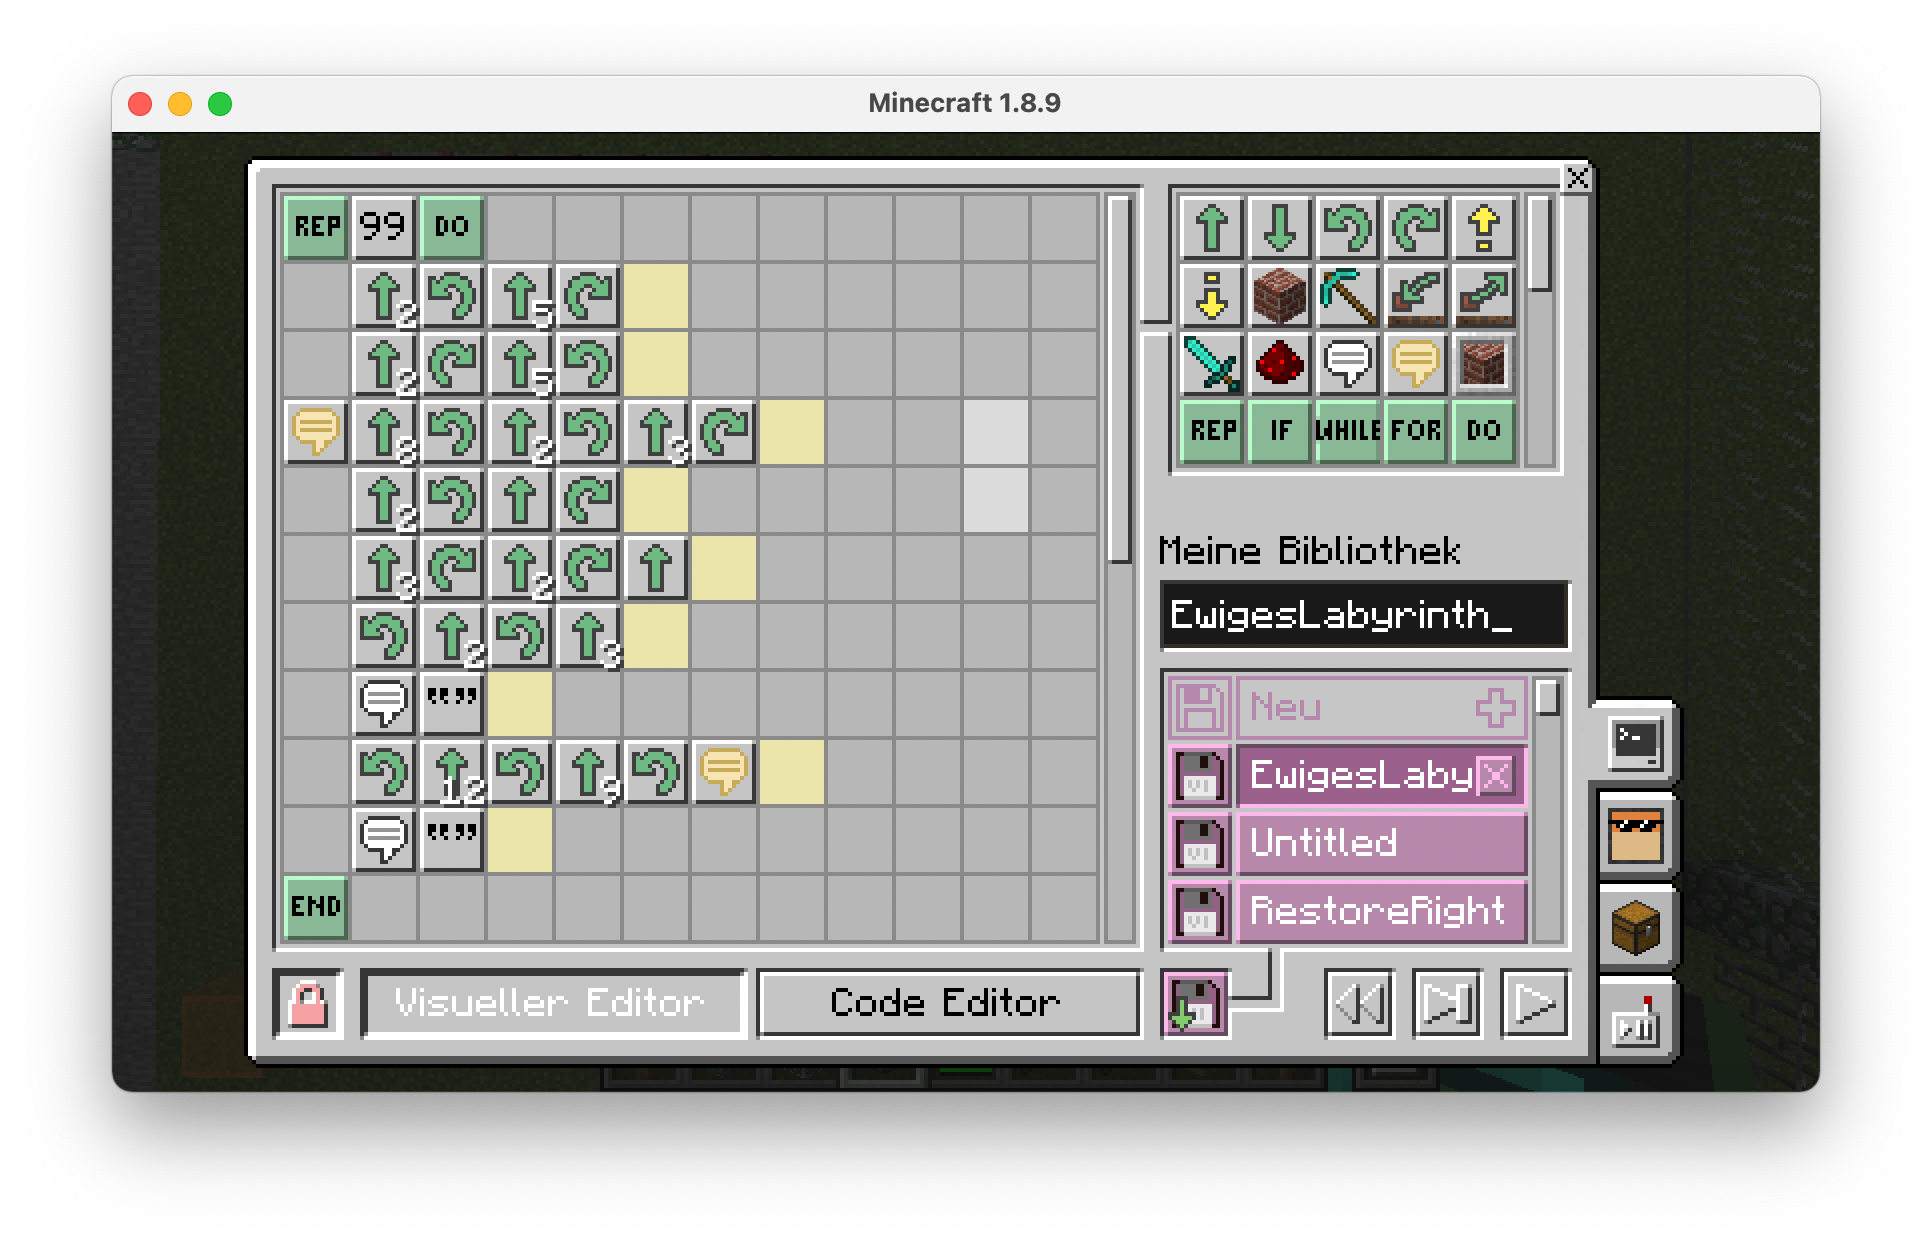 Minecraft 1.8.9
REP 99 DO
2 5
2 5
8 2 3
2
3 2
2 3
"" ""
12 9
"" ""
END
REP IF WHILE FOR DO
Meine Bibliothek
EwigesLabyrinth_
Neu
EwigesLaby
Untitled
RestoreRight
Visueller Editor
Code Editor